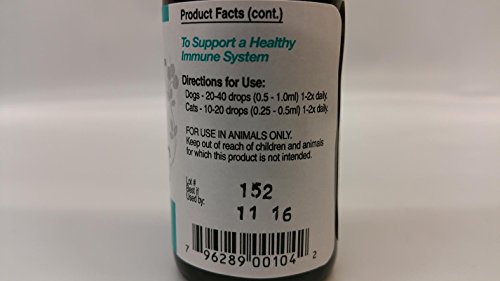 Product Facts (cont.)
To Support a Healthy
Immune System
Directions for Use:
Dogs - 20-40 drops (0.5 - 1.0ml) 1-2x daily.
Cats - 10-20 drops (0.25 - 0.5ml) 1-2x daily.
FOR USE IN ANIMALS ONLY.
Keep out of reach of children and animals
for which this product is not intended.
Lot # 152
Best if
Used by: 11 16
7 96289 00104 2